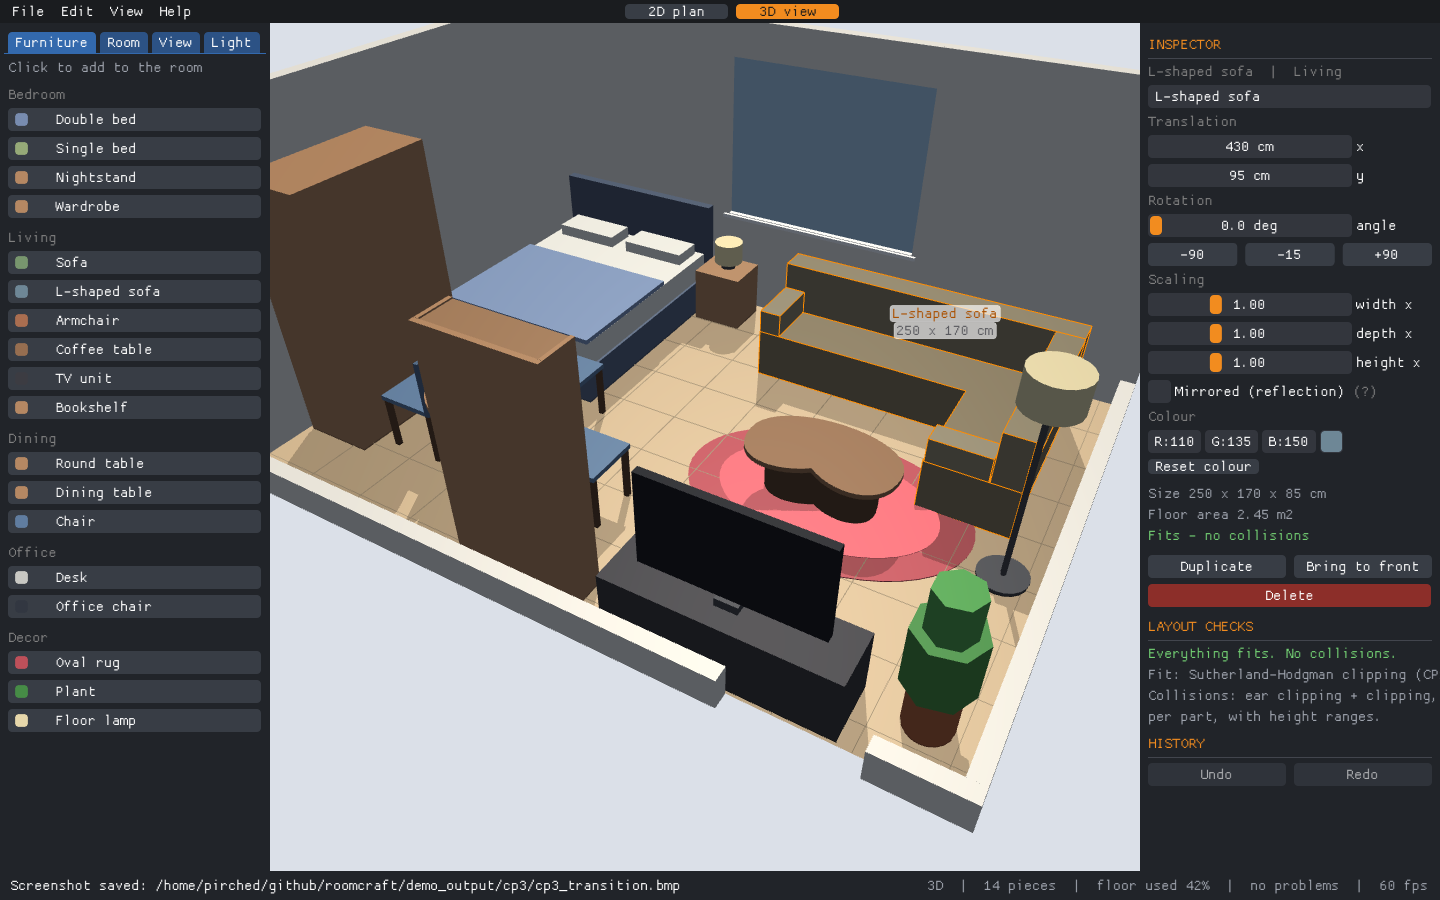 File Edit View Help
2D plan 3D view
Furniture Room View Light
Click to add to the room
Bedroom
Double bed
Single bed
Nightstand
Wardrobe
Living
Sofa
L-shaped sofa
Armchair
Coffee table
TV unit
Bookshelf
Dining
Round table
Dining table
Chair
Office
Desk
Office chair
Decor
Oval rug
Plant
Floor lamp
L-shaped sofa
250 x 170 cm
INSPECTOR
L-shaped sofa | Living
L-shaped sofa
Translation
430 cm x
95 cm y
Rotation
0.0 deg angle
-90 -15 +90
Scaling
1.00 width x
1.00 depth x
1.00 height x
Mirrored (reflection) (?)
Colour
R:110 G:135 B:150
Reset colour
Size 250 x 170 x 85 cm
Floor area 2.45 m2
Fits - no collisions
Duplicate Bring to front
Delete
LAYOUT CHECKS
Everything fits. No collisions.
Fit: Sutherland-Hodgman clipping (CP
Collisions: ear clipping + clipping,
per part, with height ranges.
HISTORY
Undo Redo
Screenshot saved: /home/pirched/github/roomcraft/demo_output/cp3/cp3_transition.bmp
3D | 14 pieces | floor used 42% | no problems | 60 fps